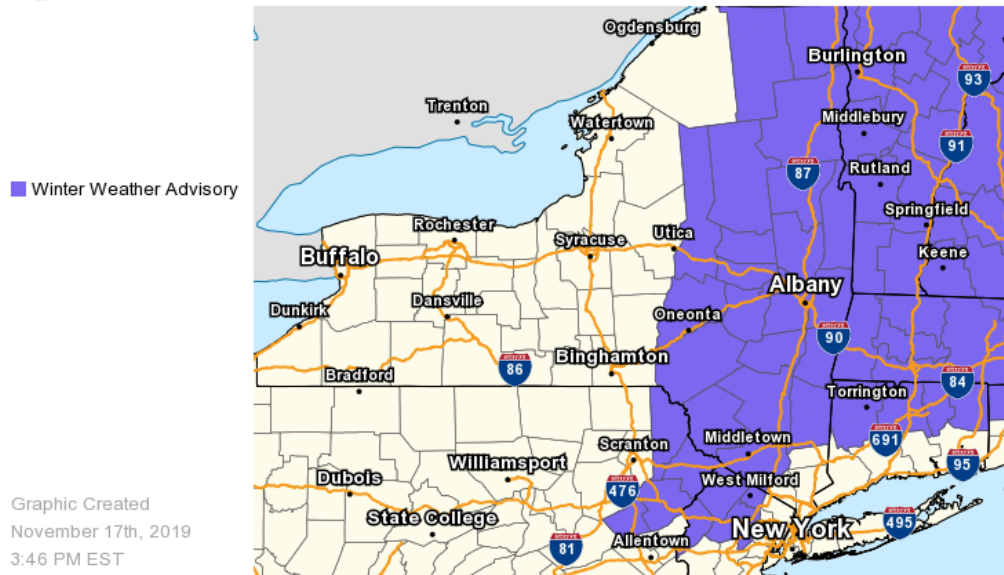 Ogdensburg
Burlington
93
Trenton
Watertown
Middlebury
91
87
Rutland
Winter Weather Advisory
Springfield
Rochester
Syracuse
Utica
Buffalo
Keene
Albany
Dunkirk
Dansville
Oneonta
90
Binghamton
86
Bradford
84
Torrington
Scranton
Middletown
691
Williamsport
95
Dubois
476
West Milford
Graphic Created
State College
New York
495
November 17th, 2019
81
Allentown
3:46 PM EST